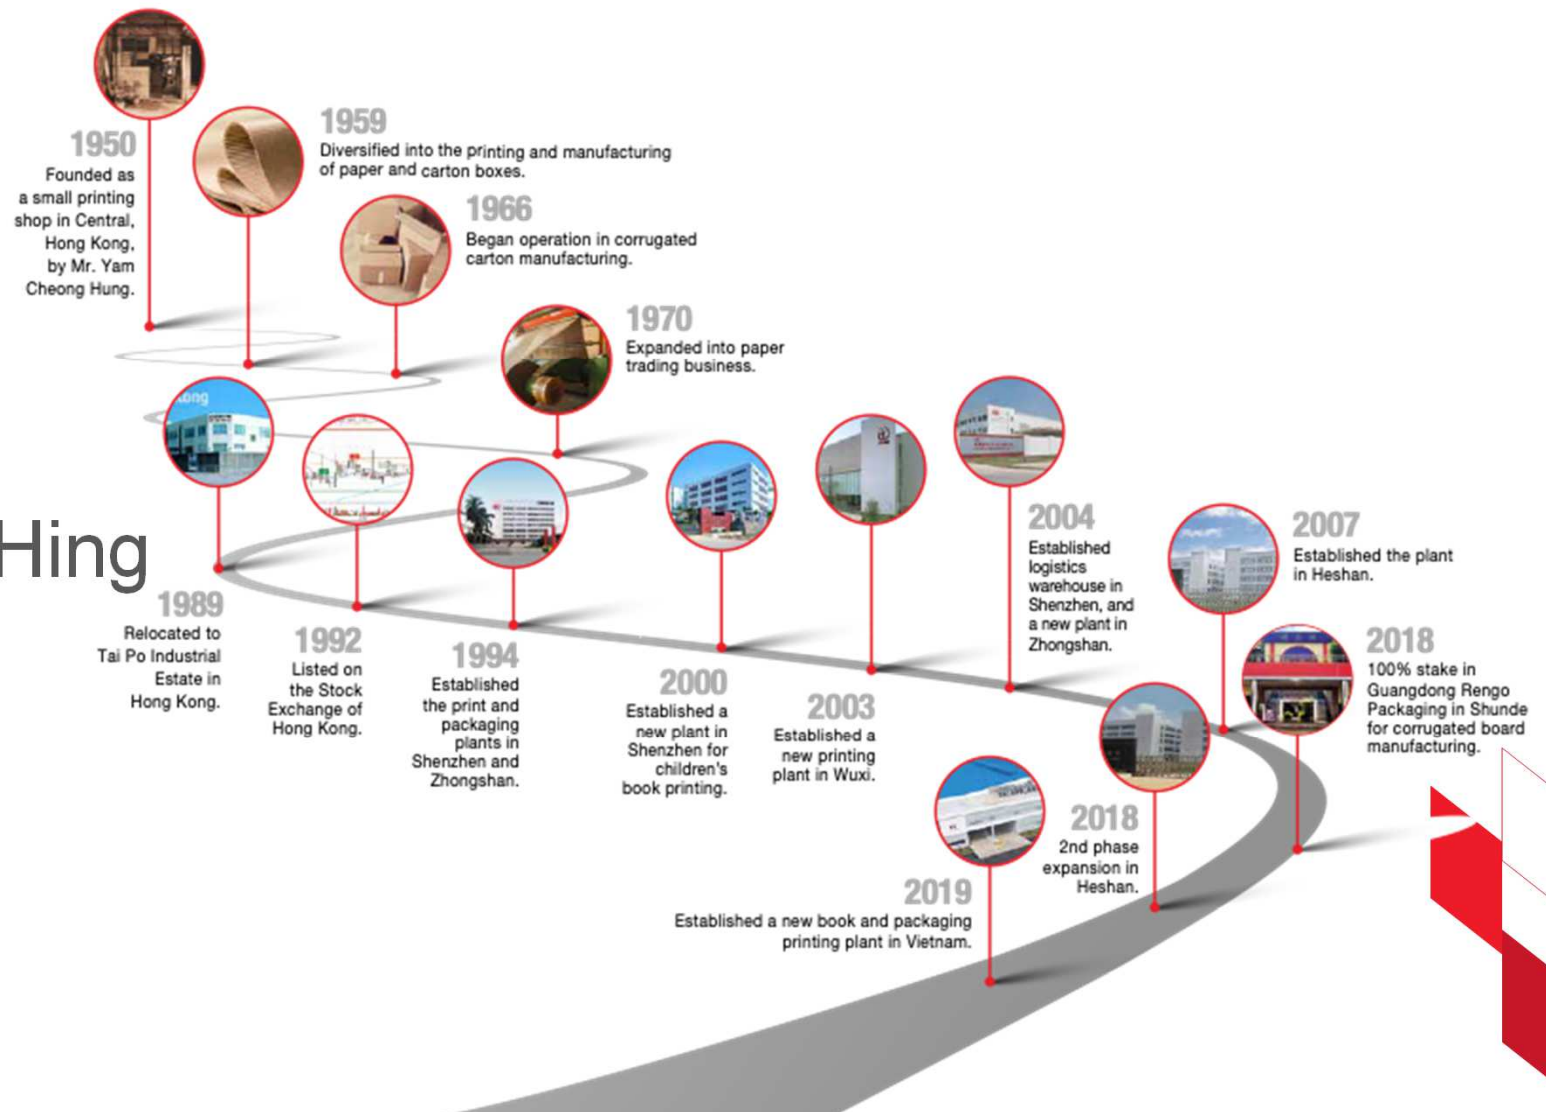 1950
Founded as
a small printing
shop in Central,
Hong Kong,
by Mr. Yam
Cheong Hung.
1959
Diversified into the printing and manufacturing
of paper and carton boxes.
1966
Began operation in corrugated
carton manufacturing.
1970
Expanded into paper
trading business.
Hing
1989
Relocated to
Tai Po Industrial
Estate in
Hong Kong.
1992
Listed on
the Stock
Exchange of
Hong Kong.
1994
Established
the print and
packaging
plants in
Shenzhen and
Zhongshan.
2000
Established a
new plant in
Shenzhen for
children's
book printing.
2003
Established a
new printing
plant in Wuxi.
2004
Established
logistics
warehouse in
Shenzhen, and
a new plant in
Zhongshan.
2007
Established the plant
in Heshan.
2018
100% stake in
Guangdong Rengo
Packaging in Shunde
for corrugated board
manufacturing.
2018
2nd phase
expansion in
Heshan.
2019
Established a new book and packaging
printing plant in Vietnam.